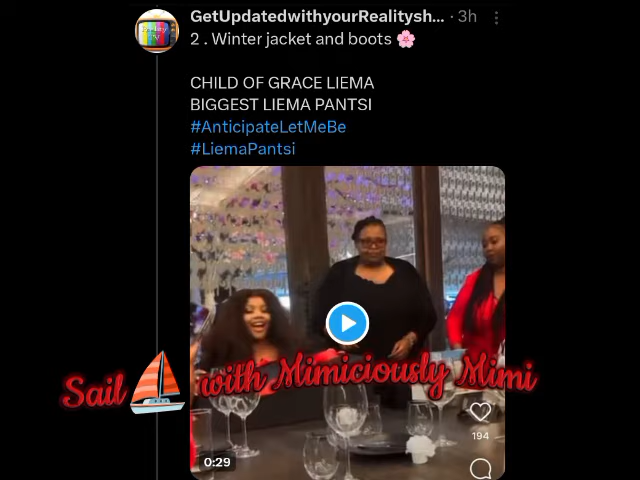 GetUpdatedwithyourRealitysh... · 3h
2 . Winter jacket and boots 🌸
CHILD OF GRACE LIEMA
BIGGEST LIEMA PANTSI
#AnticipateLetMeBe
#LiemaPantsi
Sail ⛵ with Mimiciously Mimi
194
0:29